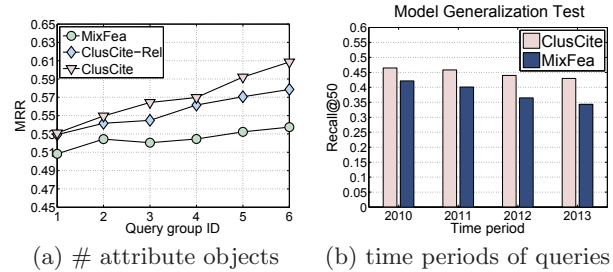 MixFea
ClusCite-Rel
ClusCite
0.65
0.63
0.61
0.59
0.57
0.55
0.53
0.51
0.49
0.47
0.45
MRR
1 2 3 4 5 6
Query group ID
(a) # attribute objects
Model Generalization Test
ClusCite
MixFea
0.6
0.55
0.5
0.45
0.4
0.35
0.3
0.25
0.2
0.15
0.1
0.05
0
Recall@50
2010 2011 2012 2013
Time period
(b) time periods of queries